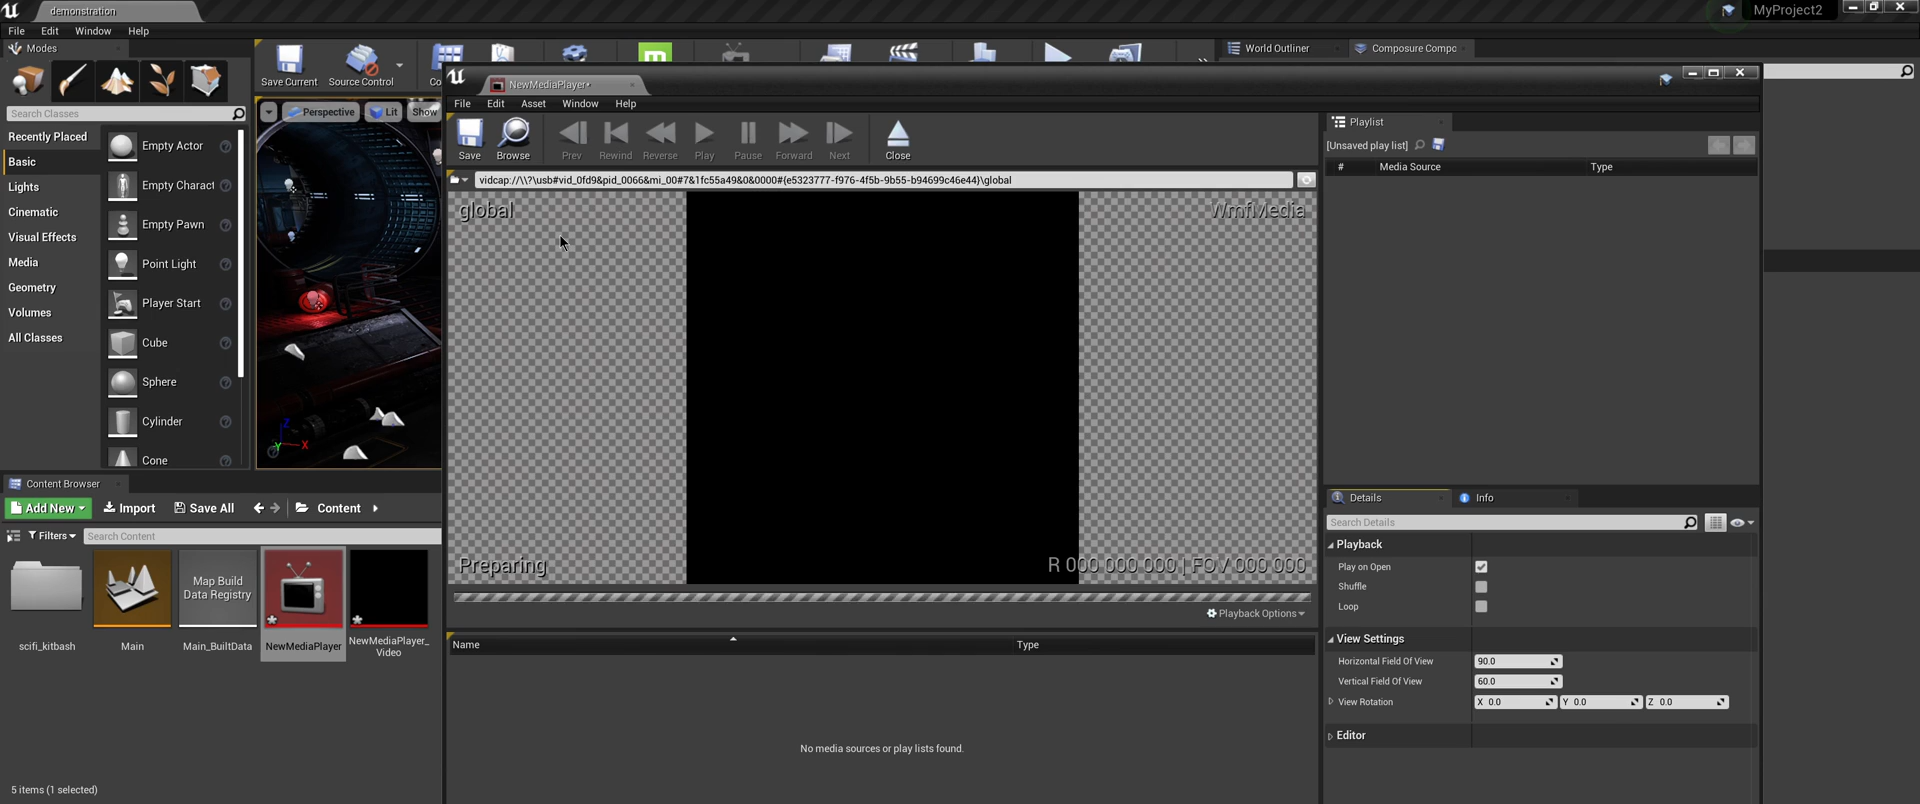 demonstration
MyProject2
File Edit Window Help
Modes
World Outliner
Composure Compo
Save Current
Source Control
NewMediaPlayer*
File Edit Asset Window Help
Search Classes
Perspective
Lit
Show
Recently Placed
Basic
Lights
Cinematic
Visual Effects
Media
Geometry
Volumes
All Classes
Empty Actor
Empty Charact
Empty Pawn
Point Light
Player Start
Cube
Sphere
Cylinder
Cone
Save
Browse
Prev
Rewind
Reverse
Play
Pause
Forward
Next
Close
vidcap://\\?\usb#vid_0fd9&pid_0066&mi_00#7&1fc55a49&0&0000#{e5323777-f976-4f5b-9b55-b94699c46e44}\global
global
WmfMedia
Preparing
R 000 000 000 | FOV 000 000
Playback Options
Name
Type
No media sources or play lists found.
Playlist
[Unsaved play list]
# Media Source Type
Details
Info
Search Details
Playback
Play on Open
Shuffle
Loop
View Settings
Horizontal Field Of View 90.0
Vertical Field Of View 60.0
View Rotation X 0.0 Y 0.0 Z 0.0
Editor
Content Browser
Add New Import Save All Content
Filters
Search Content
scifi_kitbash
Main
Map Build
Data Registry
Main_BuiltData
NewMediaPlayer
NewMediaPlayer_
Video
5 items (1 selected)